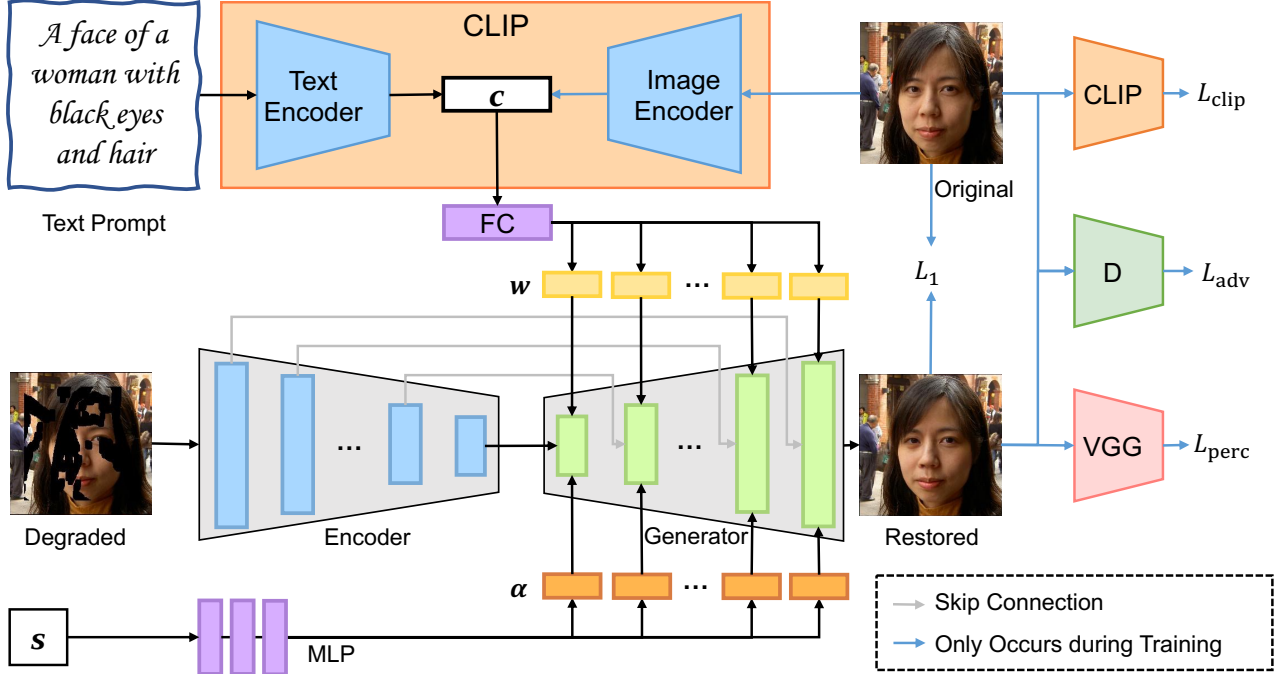 A face of a
woman with
black eyes
and hair
Text Prompt
CLIP
Text
Encoder
c
Image
Encoder
Original
CLIP
L_clip
FC
w
...
L_1
D
L_adv
Degraded
...
Encoder
...
Generator
Restored
VGG
L_perc
α
...
s
MLP
Skip Connection
Only Occurs during Training